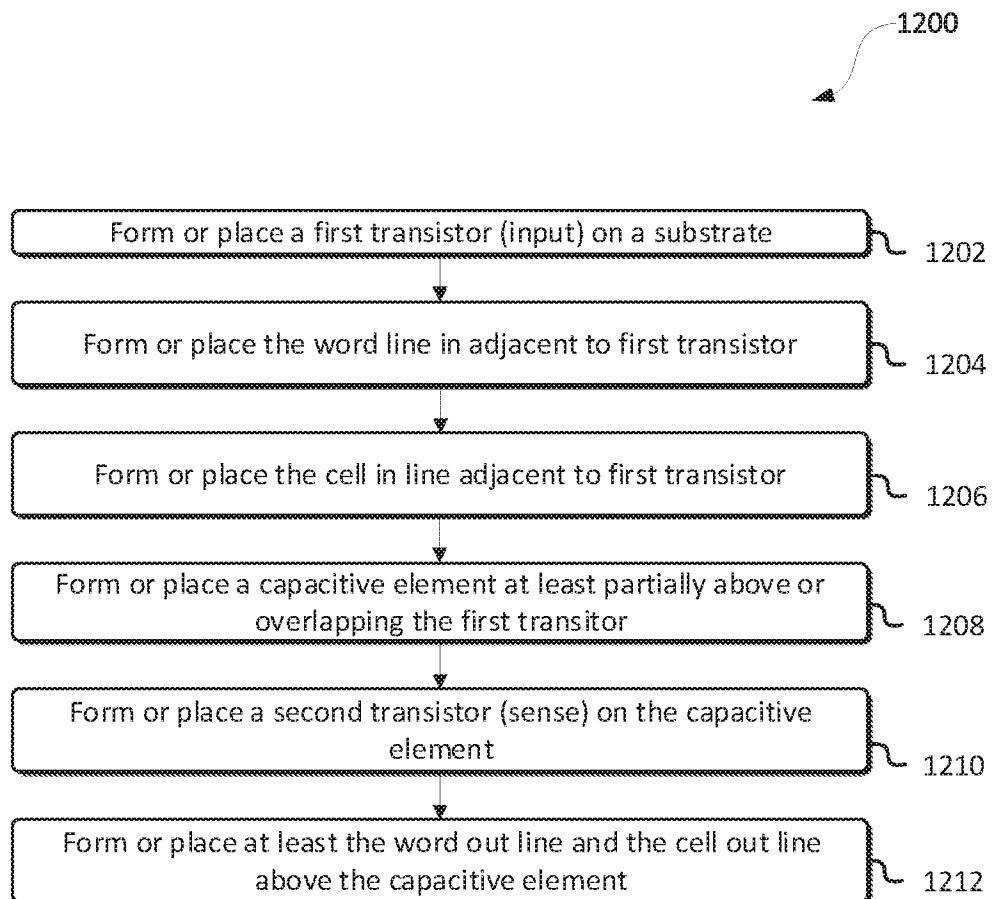 1200
Form or place a first transistor (input) on a substrate
1202
Form or place the word line in adjacent to first transistor
1204
Form or place the cell in line adjacent to first transistor
1206
Form or place a capacitive element at least partially above or
overlapping the first transitor
1208
Form or place a second transistor (sense) on the capacitive
element
1210
Form or place at least the word out line and the cell out line
above the capacitive element
1212